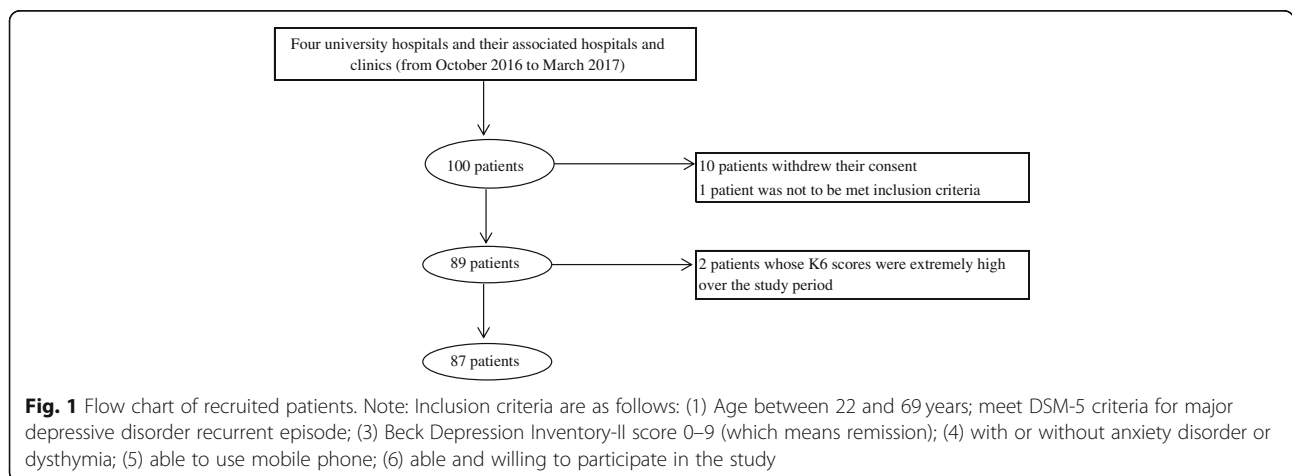 Four university hospitals and their associated hospitals and
clinics (from October 2016 to March 2017)
100 patients
10 patients withdrew their consent
1 patient was not to be met inclusion criteria
89 patients
2 patients whose K6 scores were extremely high
over the study period
87 patients
Fig. 1 Flow chart of recruited patients. Note: Inclusion criteria are as follows: (1) Age between 22 and 69 years; meet DSM-5 criteria for major
depressive disorder recurrent episode; (3) Beck Depression Inventory-II score 0–9 (which means remission); (4) with or without anxiety disorder or
dysthymia; (5) able to use mobile phone; (6) able and willing to participate in the study